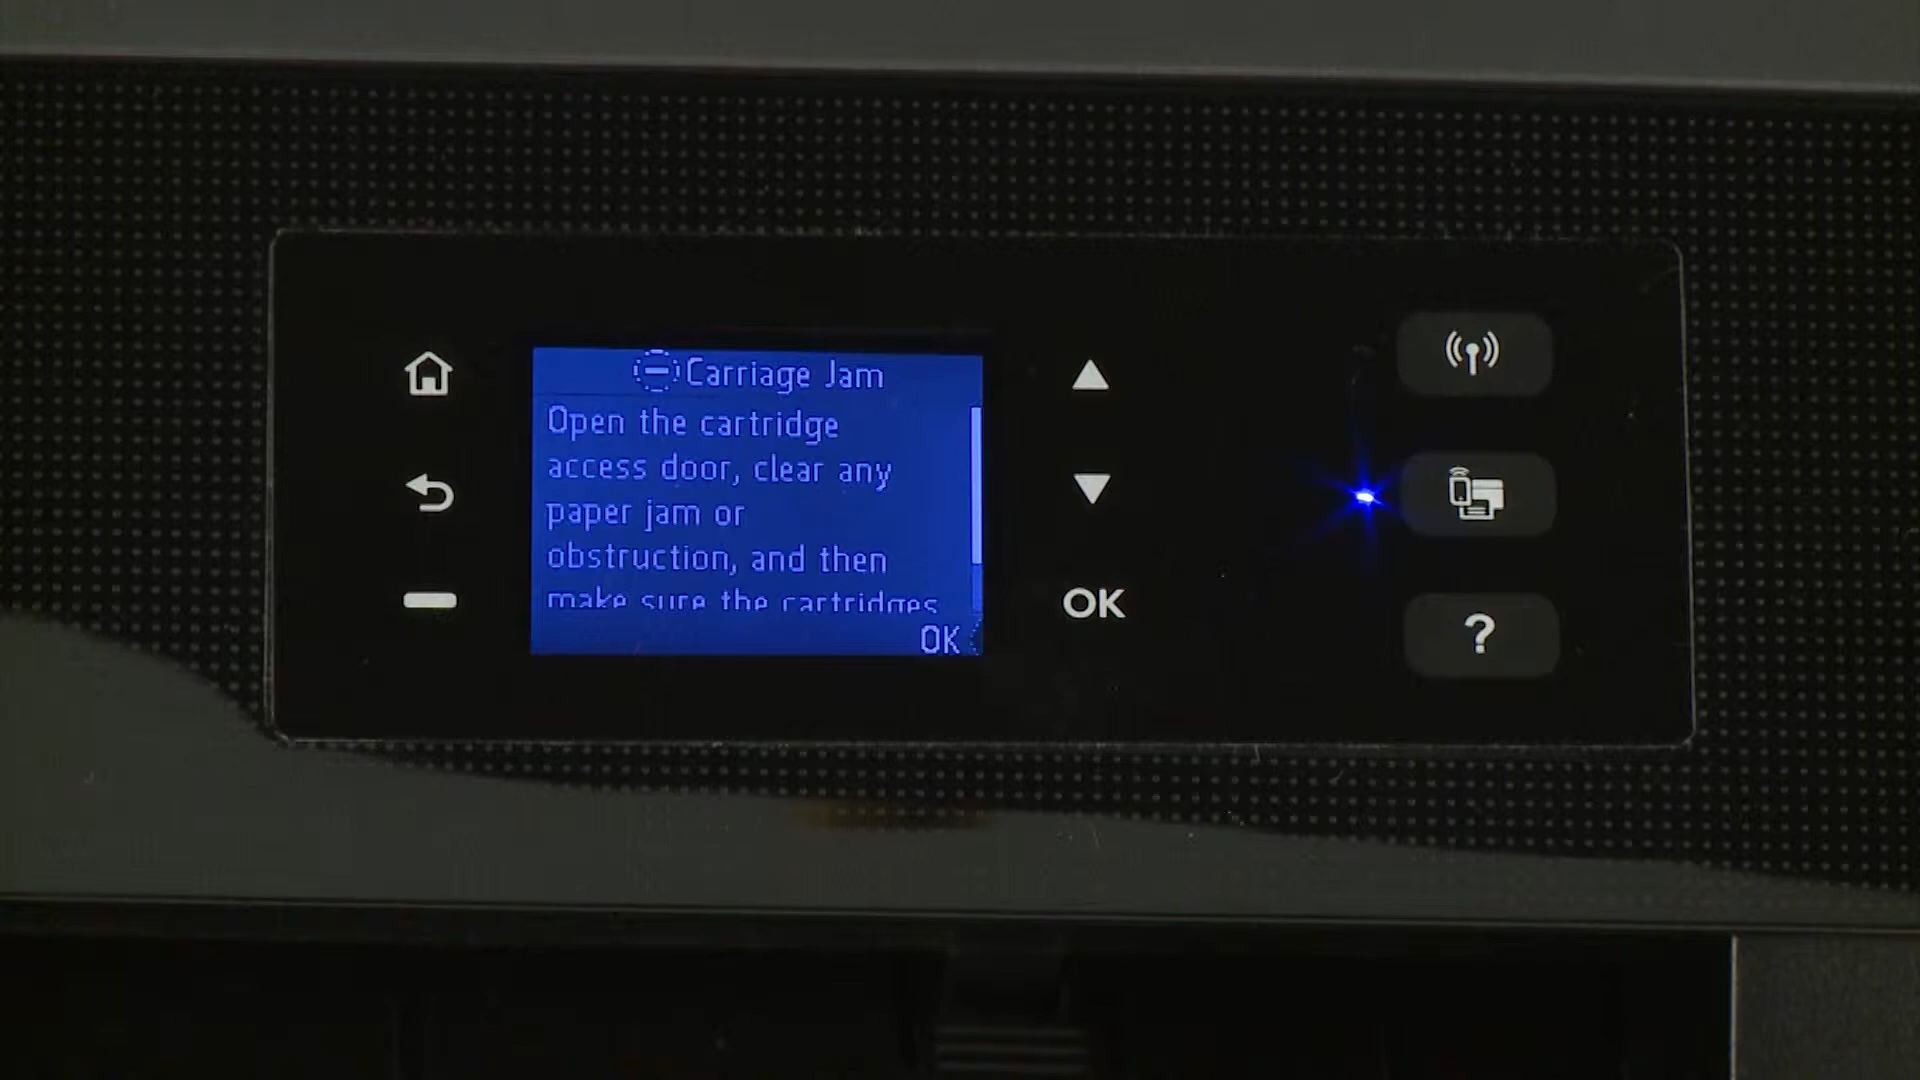 Carriage Jam
Open the cartridge
access door, clear any
paper jam or
obstruction, and then
make sure the cartridges
OK
OK
?